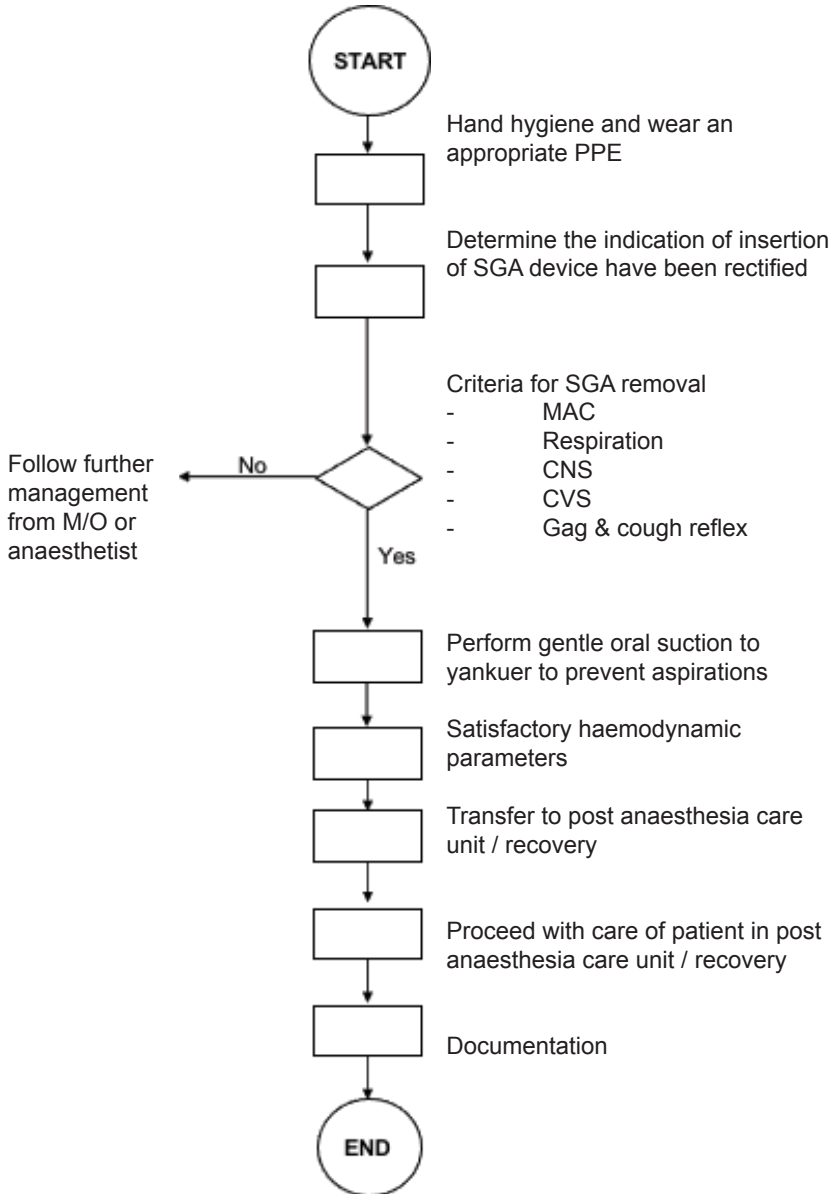 START
Hand hygiene and wear an
appropriate PPE
Determine the indication of insertion
of SGA device have been rectified
Criteria for SGA removal
- MAC
- Respiration
- CNS
- CVS
- Gag & cough reflex
No
Follow further
management
from M/O or
anaesthetist
Yes
Perform gentle oral suction to
yankuer to prevent aspirations
Satisfactory haemodynamic
parameters
Transfer to post anaesthesia care
unit / recovery
Proceed with care of patient in post
anaesthesia care unit / recovery
Documentation
END